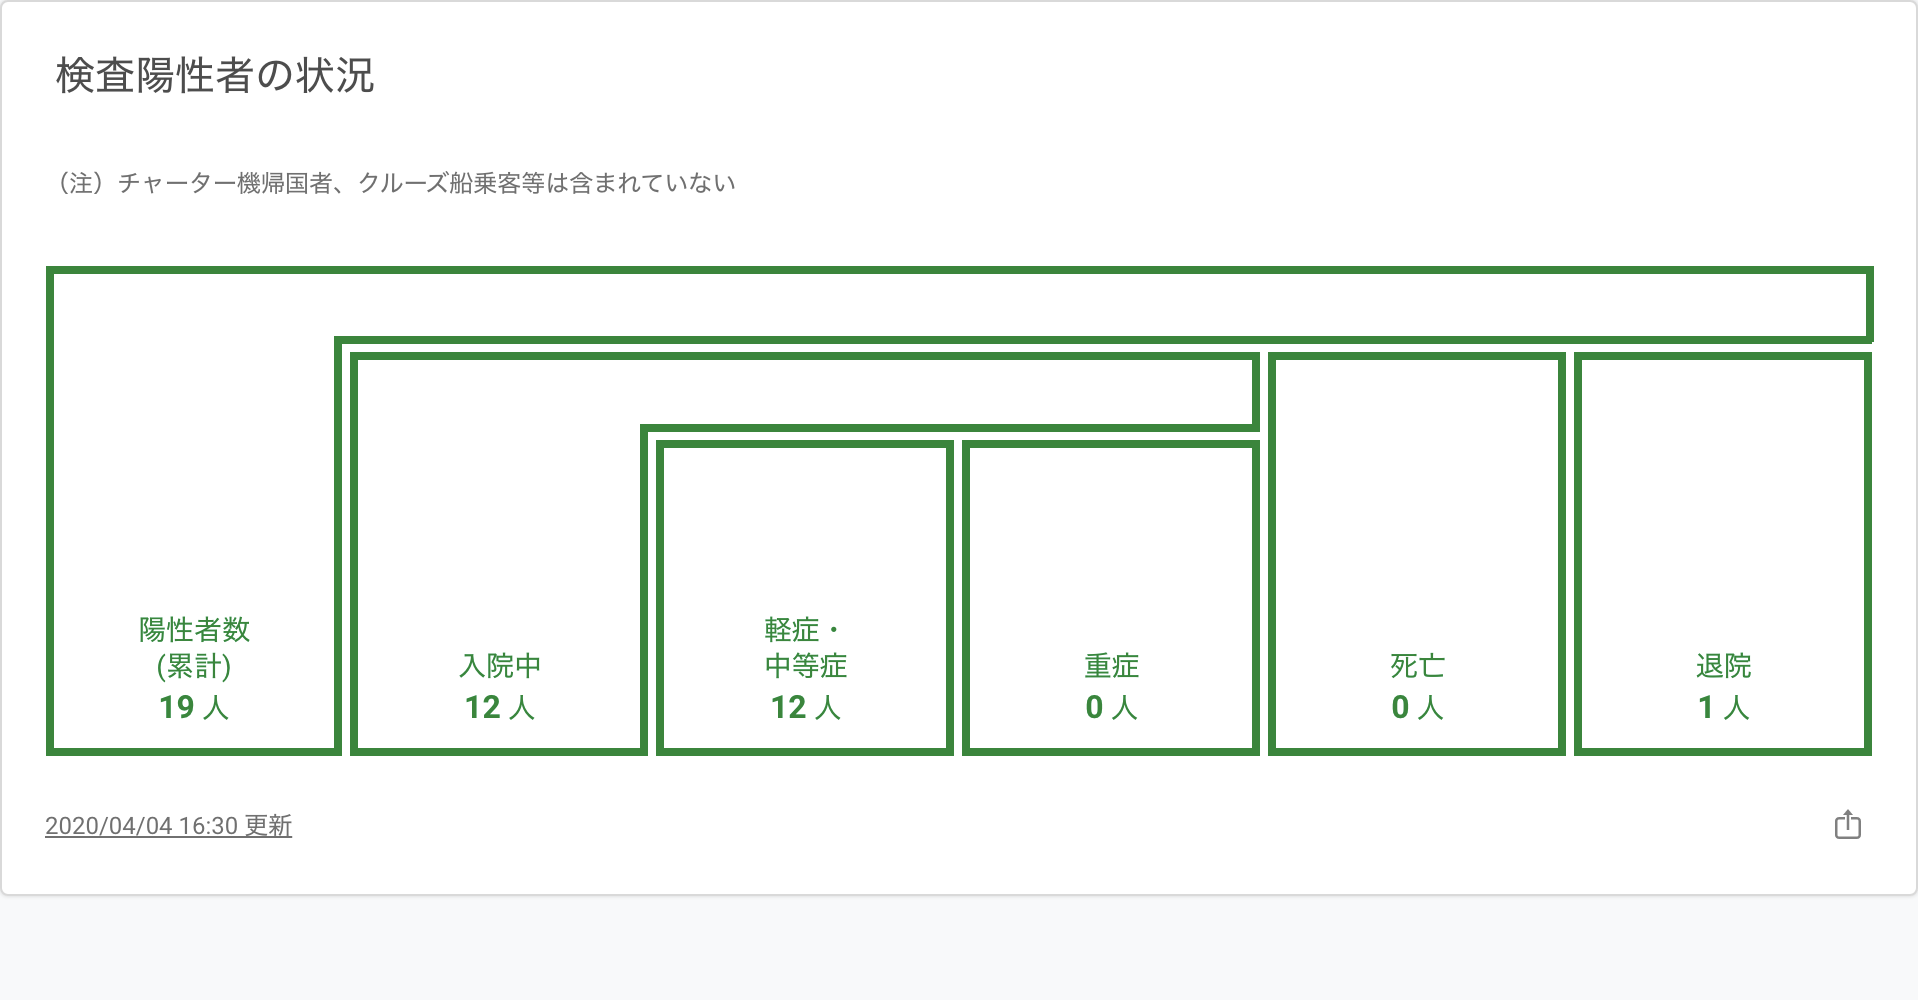 検査陽性者の状況
（注）チャーター機帰国者、クルーズ船乗客等は含まれていない
陽性者数
(累計)
19 人
入院中
12 人
軽症・
中等症
12 人
重症
0 人
死亡
0 人
退院
1 人
2020/04/04 16:30 更新